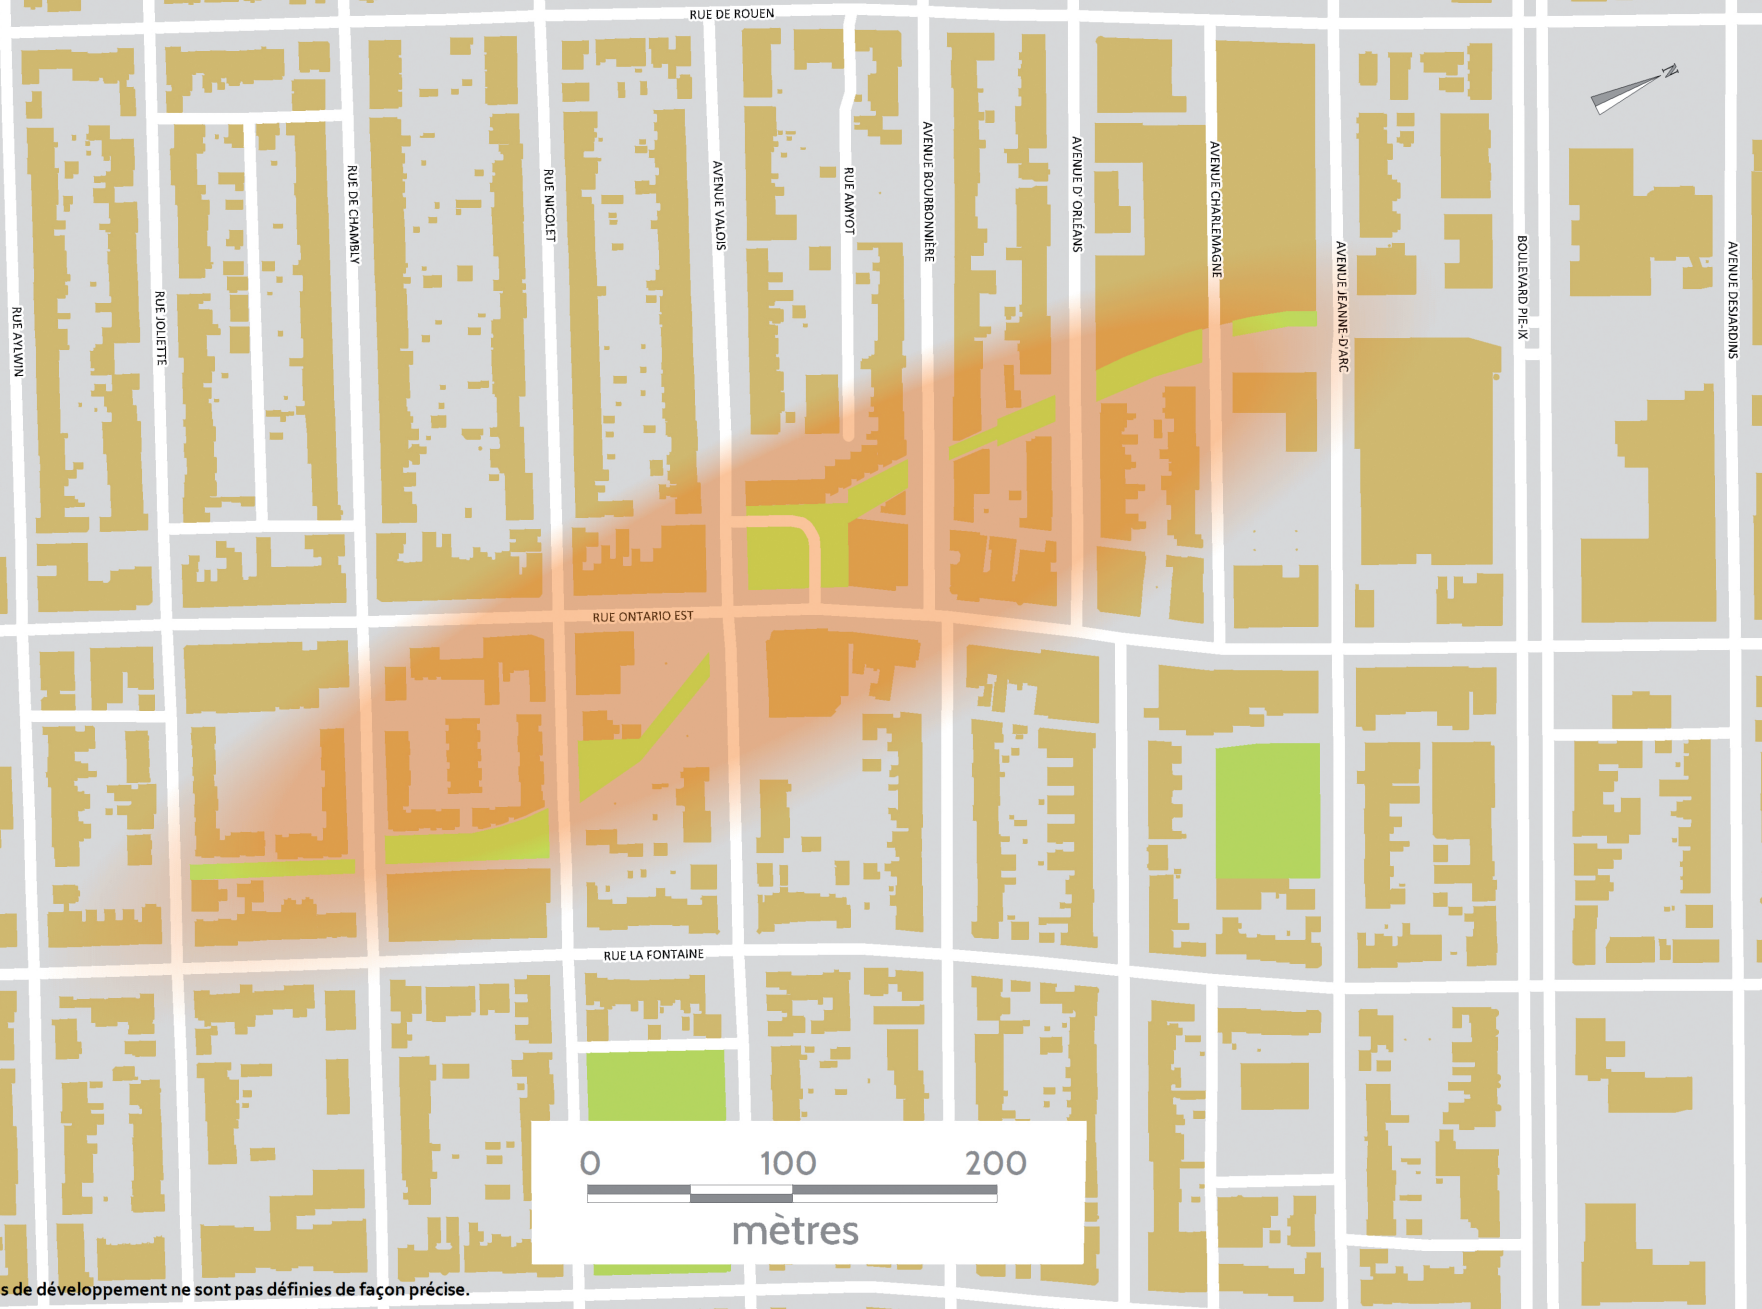 RUE DE ROUEN
N
RUE AYLWIN
RUE JOLIETTE
RUE DE CHAMBLY
RUE NICOLET
AVENUE VALOIS
RUE AMYOT
AVENUE BOURBONNIÈRE
AVENUE D'ORLÉANS
AVENUE CHARLEMAGNE
AVENUE JEANNE-D'ARC
BOULEVARD PIE-IX
AVENUE DESJARDINS
RUE ONTARIO EST
RUE LA FONTAINE
0 100 200
mètres
s de développement ne sont pas définies de façon précise.